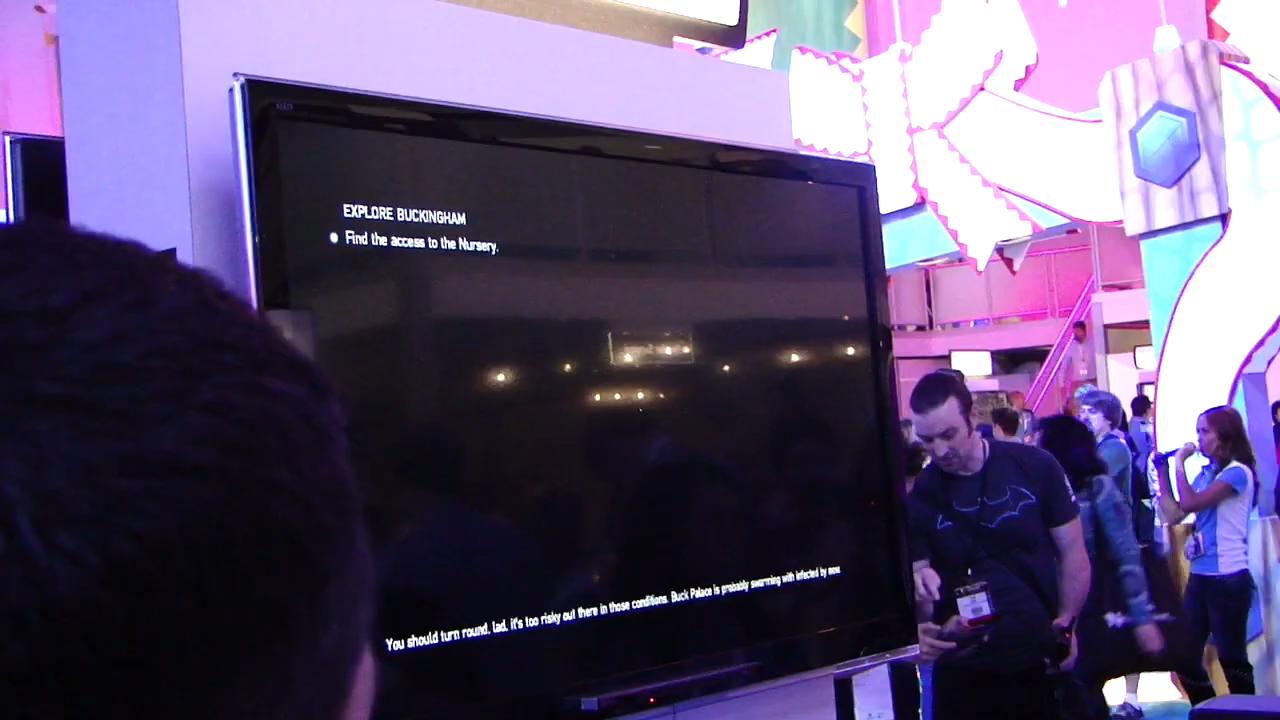 EXPLORE BUCKINGHAM
Find the access to the Nursery.
You should turn round, lad, it's too risky out there in those conditions. Buck Palace is probably swarming with infected by now.